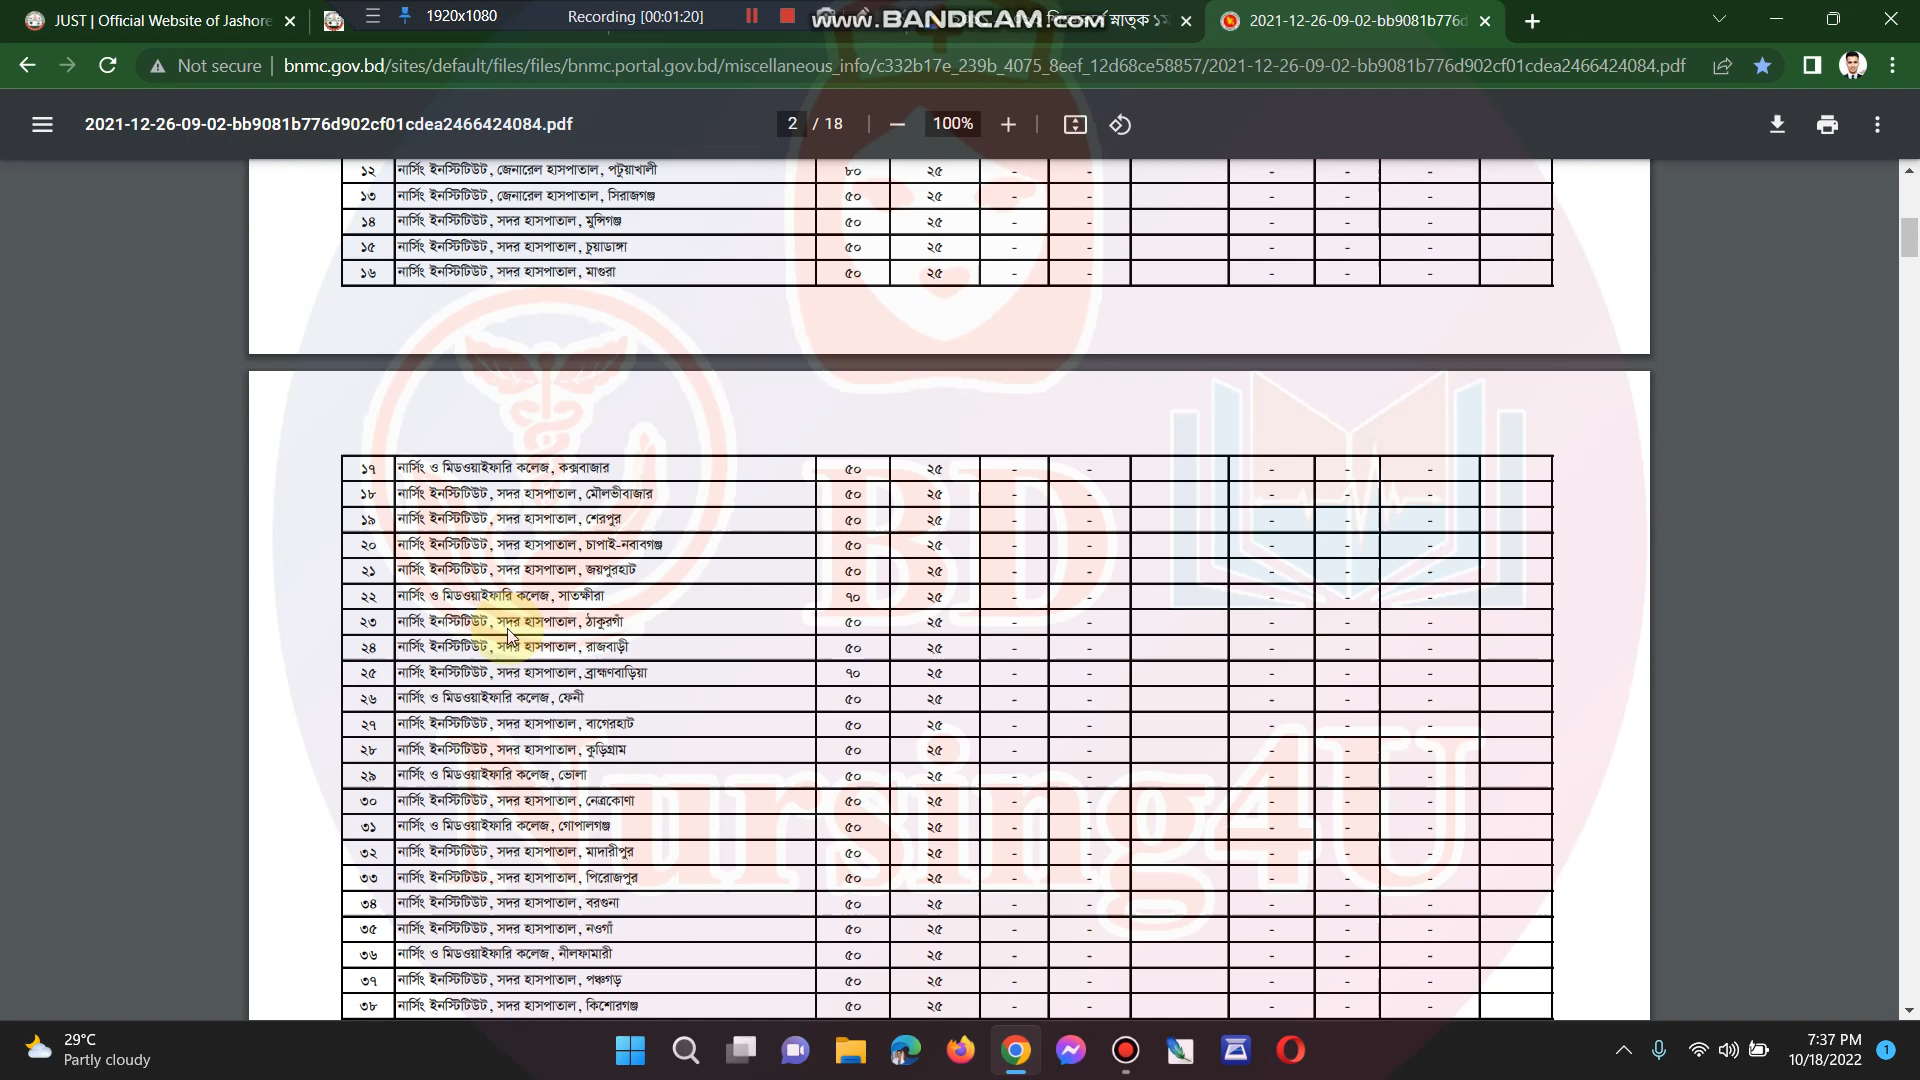 JUST | Official Website of Jashore
1920x1080
Recording [00:01:20]
www.BANDICAM.com
স্নাতক ১ম
2021-12-26-09-02-bb9081b776d
Not secure
bnmc.gov.bd/sites/default/files/files/bnmc.portal.gov.bd/miscellaneous_info/c332b17e_239b_4075_8eef_12d68ce58857/2021-12-26-09-02-bb9081b776d902cf01cdea2466424084.pdf
2021-12-26-09-02-bb9081b776d902cf01cdea2466424084.pdf
2 / 18
100%
১২ নার্সিং ইনস্টিটিউট, জেনারেল হাসপাতাল, পটুয়াখালী ৮০ ২৫ - - - - -
১৩ নার্সিং ইনস্টিটিউট, জেনারেল হাসপাতাল, সিরাজগঞ্জ ৫০ ২৫ - - - - -
১৪ নার্সিং ইনস্টিটিউট, সদর হাসপাতাল, মুন্সিগঞ্জ ৫০ ২৫ - - - - -
১৫ নার্সিং ইনস্টিটিউট, সদর হাসপাতাল, চুয়াডাঙ্গা ৫০ ২৫ - - - - -
১৬ নার্সিং ইনস্টিটিউট, সদর হাসপাতাল, মাগুরা ৫০ ২৫ - - - - -
১৭ নার্সিং ও মিডওয়াইফারি কলেজ, কক্সবাজার ৫০ ২৫ - - - - -
১৮ নার্সিং ইনস্টিটিউট, সদর হাসপাতাল, মৌলভীবাজার ৫০ ২৫ - - - - -
১৯ নার্সিং ইনস্টিটিউট, সদর হাসপাতাল, শেরপুর ৫০ ২৫ - - - - -
২০ নার্সিং ইনস্টিটিউট, সদর হাসপাতাল, চাপাই-নবাবগঞ্জ ৫০ ২৫ - - - - -
২১ নার্সিং ইনস্টিটিউট, সদর হাসপাতাল, জয়পুরহাট ৫০ ২৫ - - - - -
২২ নার্সিং ও মিডওয়াইফারি কলেজ, সাতক্ষীরা ৭০ ২৫ - - - - -
২৩ নার্সিং ইনস্টিটিউট, সদর হাসপাতাল, ঠাকুরগাঁ ৫০ ২৫ - - - - -
২৪ নার্সিং ইনস্টিটিউট, সদর হাসপাতাল, রাজবাড়ী ৫০ ২৫ - - - - -
২৫ নার্সিং ইনস্টিটিউট, সদর হাসপাতাল, ব্রাহ্মণবাড়িয়া ৭০ ২৫ - - - - -
২৬ নার্সিং ও মিডওয়াইফারি কলেজ, ফেনী ৫০ ২৫ - - - - -
২৭ নার্সিং ইনস্টিটিউট, সদর হাসপাতাল, বাগেরহাট ৫০ ২৫ - - - - -
২৮ নার্সিং ইনস্টিটিউট, সদর হাসপাতাল, কুড়িগ্রাম ৫০ ২৫ - - - - -
২৯ নার্সিং ও মিডওয়াইফারি কলেজ, ভোলা ৫০ ২৫ - - - - -
৩০ নার্সিং ইনস্টিটিউট, সদর হাসপাতাল, নেত্রকোণা ৫০ ২৫ - - - - -
৩১ নার্সিং ও মিডওয়াইফারি কলেজ, গোপালগঞ্জ ৫০ ২৫ - - - - -
৩২ নার্সিং ইনস্টিটিউট, সদর হাসপাতাল, মাদারীপুর ৫০ ২৫ - - - - -
৩৩ নার্সিং ইনস্টিটিউট, সদর হাসপাতাল, পিরোজপুর ৫০ ২৫ - - - - -
৩৪ নার্সিং ইনস্টিটিউট, সদর হাসপাতাল, বরগুনা ৫০ ২৫ - - - - -
৩৫ নার্সিং ইনস্টিটিউট, সদর হাসপাতাল, নওগাঁ ৫০ ২৫ - - - - -
৩৬ নার্সিং ও মিডওয়াইফারি কলেজ, নীলফামারী ৫০ ২৫ - - - - -
৩৭ নার্সিং ইনস্টিটিউট, সদর হাসপাতাল, পঞ্চগড় ৫০ ২৫ - - - - -
৩৮ নার্সিং ইনস্টিটিউট, সদর হাসপাতাল, কিশোরগঞ্জ ৫০ ২৫ - - - - -
BD
Nursing4U
29°C
Partly cloudy
7:37 PM
10/18/2022
1